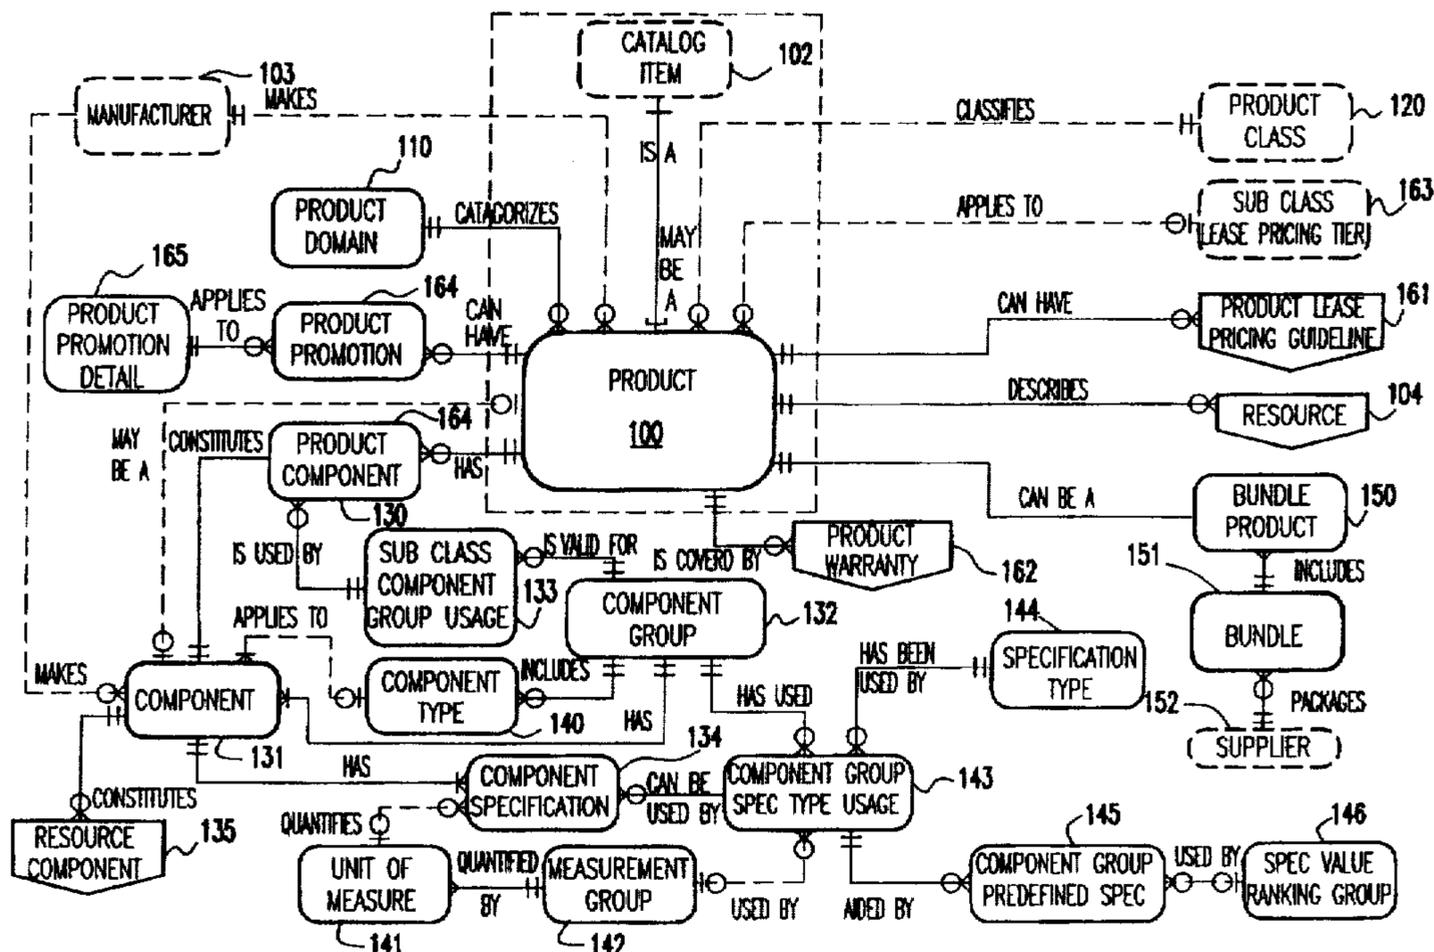 CATALOG
ITEM
102
103
MANUFACTURER
MAKES
CLASSIFIES
PRODUCT
CLASS
120
IS A
110
PRODUCT
DOMAIN
CATAGORIZES
APPLIES TO
SUB CLASS
LEASE PRICING TIER
163
MAY
BE
A
165
PRODUCT
PROMOTION
DETAIL
APPLIES
TO
164
PRODUCT
PROMOTION
CAN
HAVE
CAN HAVE
PRODUCT LEASE
PRICING GUIDELINE
161
PRODUCT
100
DESCRIBES
RESOURCE
104
MAY
BE A
CONSTITUTES
164
PRODUCT
COMPONENT
HAS
130
CAN BE A
BUNDLE
PRODUCT
150
IS USED BY
SUB CLASS
COMPONENT
GROUP USAGE
133
IS VALID FOR
IS COVERD BY
PRODUCT
WARRANTY
162
151
INCLUDES
BUNDLE
COMPONENT
GROUP
132
144
SPECIFICATION
TYPE
HAS BEEN
USED BY
APPLIES TO
MAKES
COMPONENT
131
COMPONENT
TYPE
140
INCLUDES
HAS
HAS USED
152
PACKAGES
SUPPLIER
HAS
134
COMPONENT
SPECIFICATION
CAN BE
USED BY
COMPONENT GROUP
SPEC TYPE USAGE
143
CONSTITUTES
RESOURCE
COMPONENT
135
QUANTIFIES
UNIT OF
MEASURE
141
QUANTIFIED
BY
MEASUREMENT
GROUP
142
USED BY
AIDED BY
145
COMPONENT GROUP
PREDEFINED SPEC
USED BY
146
SPEC VALUE
RANKING GROUP